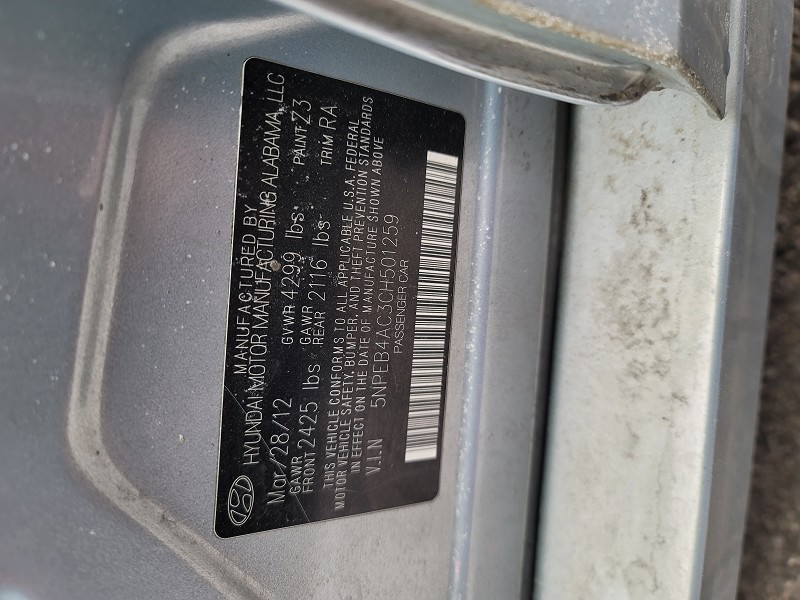 MANUFACTURED BY
HYUNDAI MOTOR MANUFACTURING ALABAMA, LLC
Mar/28/12 GVWR 4299 lbs PAINT Z3
GAWR FRONT 2425 lbs GAWR REAR 2116 lbs TRIM RA
THIS VEHICLE CONFORMS TO ALL APPLICABLE U.S.A. FEDERAL
MOTOR VEHICLE SAFETY, BUMPER, AND THEFT PREVENTION STANDARDS
IN EFFECT ON THE DATE OF MANUFACTURE SHOWN ABOVE
V.I.N 5NPEB4AC3CH501259
PASSENGER CAR